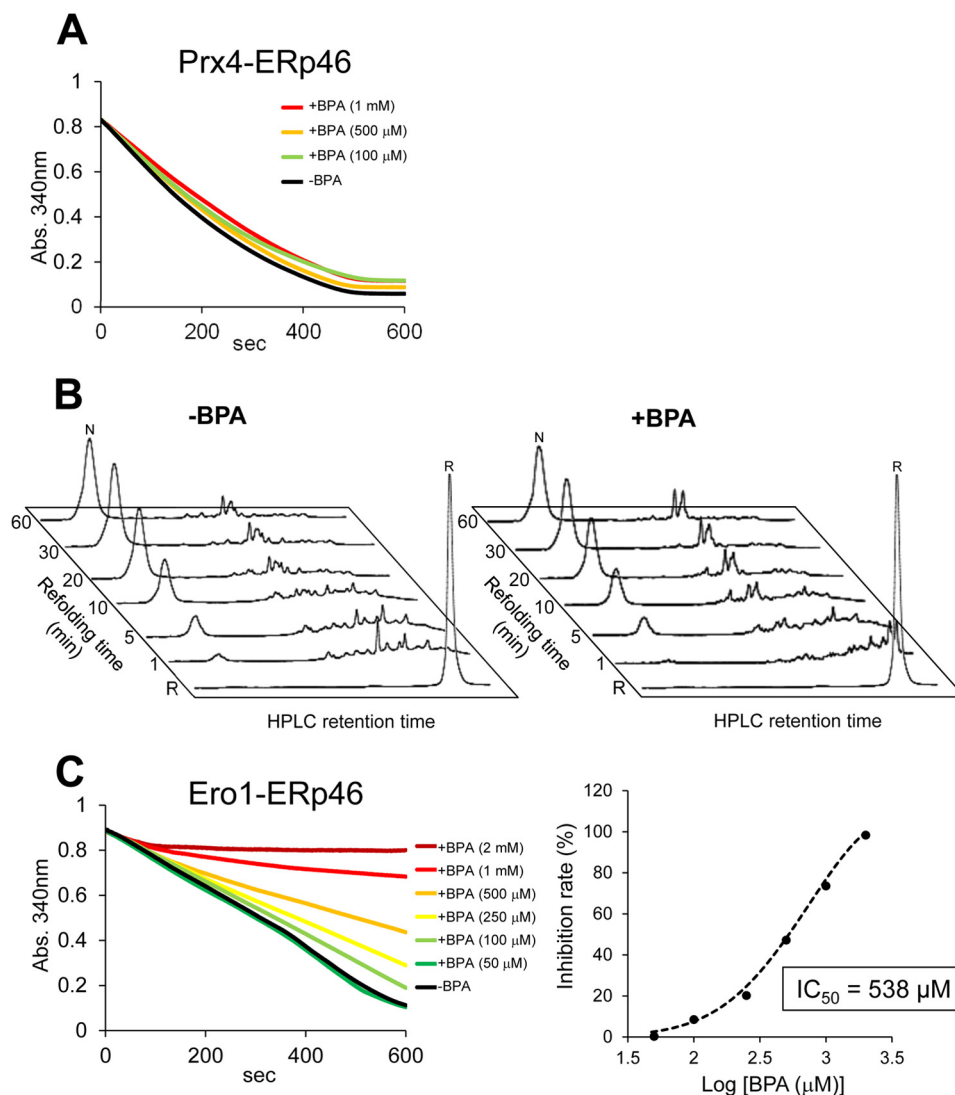 A
Prx4-ERp46
1
0.8
0.6
0.4
0.2
0
Abs. 340nm
+BPA (1 mM)
+BPA (500 μM)
+BPA (100 μM)
-BPA
0 200 400 600
sec
B
-BPA
N
R
60
30
20
10
5
1
R
Refolding time
(min)
HPLC retention time
+BPA
N
R
60
30
20
10
5
1
R
Refolding time
(min)
HPLC retention time
C
Ero1-ERp46
1
0.8
0.6
0.4
0.2
0
Abs. 340nm
+BPA (2 mM)
+BPA (1 mM)
+BPA (500 μM)
+BPA (250 μM)
+BPA (100 μM)
+BPA (50 μM)
-BPA
0 200 400 600
sec
120
100
80
60
40
20
0
Inhibition rate (%)
IC50 = 538 μM
1.5 2 2.5 3 3.5
Log [BPA (μM)]